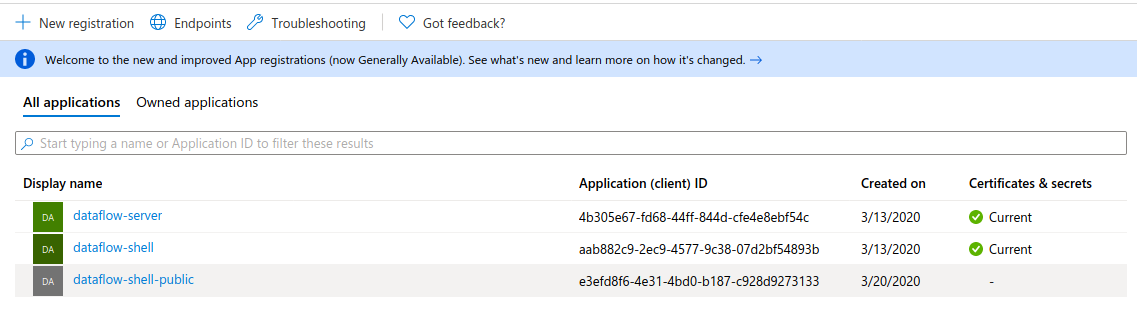 New registration Endpoints Troubleshooting Got feedback?
Welcome to the new and improved App registrations (now Generally Available). See what's new and learn more on how it's changed. →
All applications Owned applications
Start typing a name or Application ID to filter these results
Display name Application (client) ID Created on Certificates & secrets
DA dataflow-server 4b305e67-fd68-44ff-844d-cfe4e8ebf54c 3/13/2020 Current
DA dataflow-shell aab882c9-2ec9-4577-9c38-07d2bf54893b 3/13/2020 Current
DA dataflow-shell-public e3efd8f6-4e31-4bd0-b187-c928d9273133 3/20/2020 -